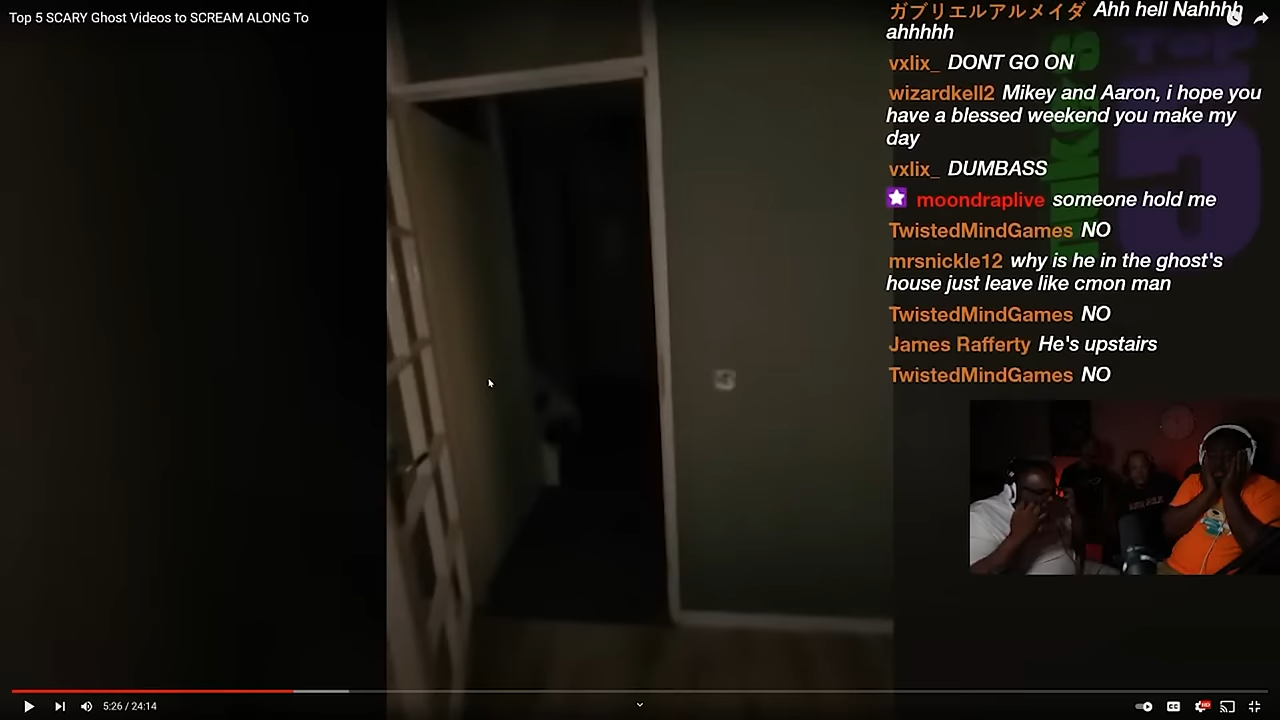 Top 5 SCARY Ghost Videos to SCREAM ALONG To
ガブリエルアルメイダ Ahh hell Nahhhh
ahhhhh
vxlix_ DONT GO ON
wizardkell2 Mikey and Aaron, i hope you
have a blessed weekend you make my
day
vxlix_ DUMBASS
moondraplive someone hold me
TwistedMindGames NO
mrsnickle12 why is he in the ghost's
house just leave like cmon man
TwistedMindGames NO
James Rafferty He's upstairs
TwistedMindGames NO
5:26 / 24:14
CC
HD